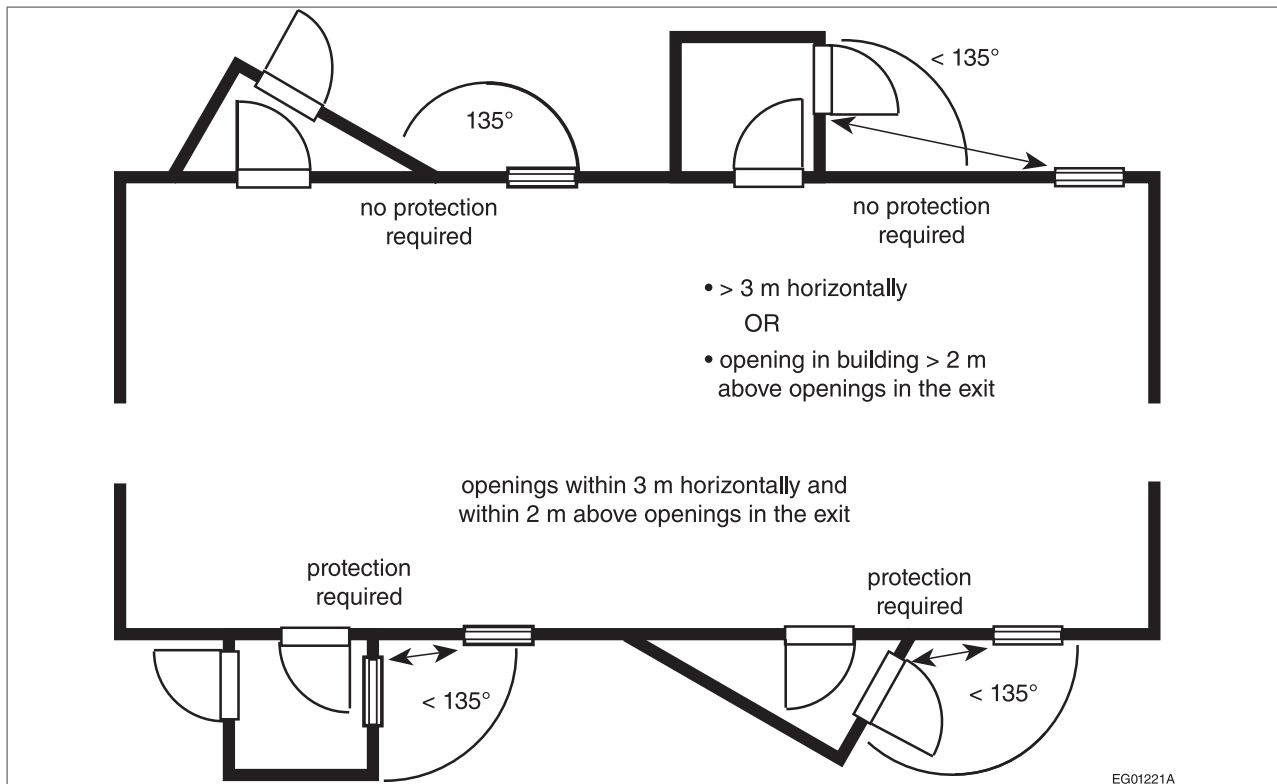 < 135°
135°
no protection
required
no protection
required
• > 3 m horizontally
OR
• opening in building > 2 m
above openings in the exit
openings within 3 m horizontally and
within 2 m above openings in the exit
protection
required
protection
required
< 135°
< 135°
EG01221A